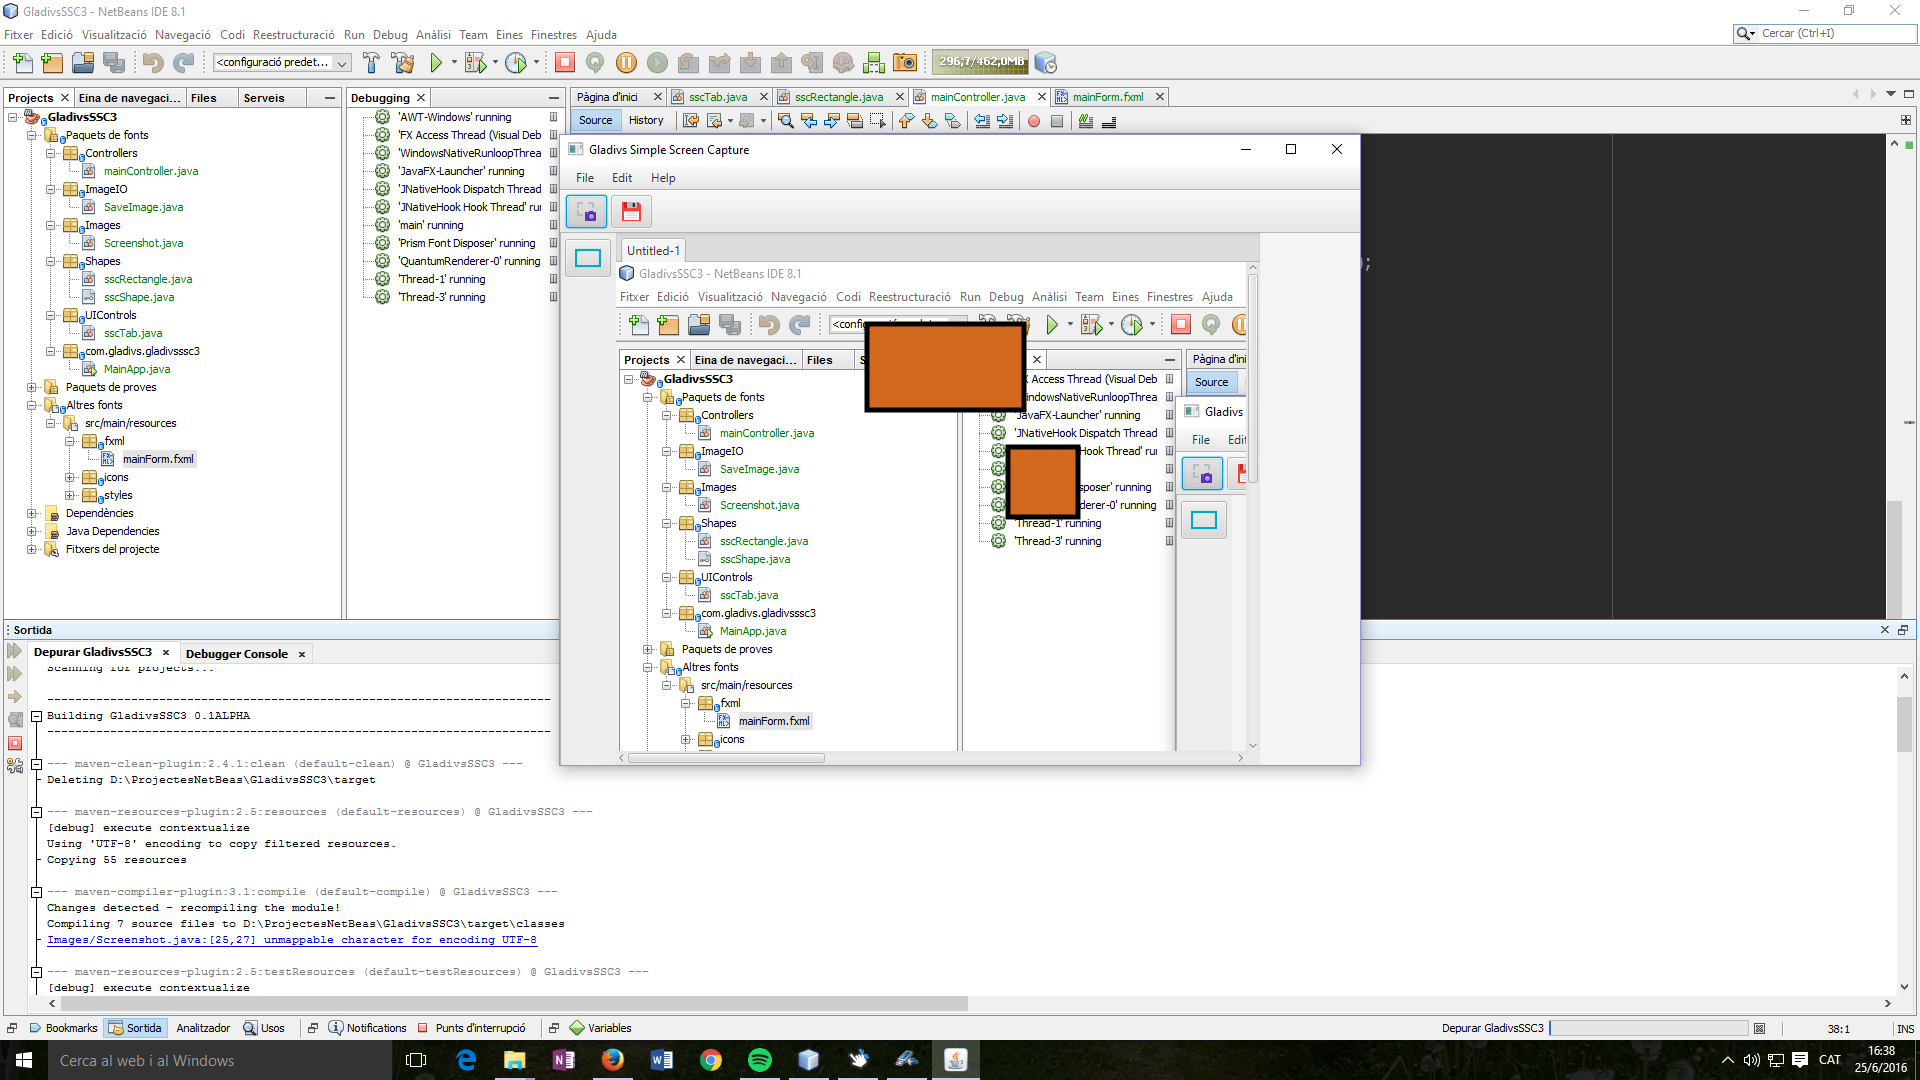 GladivsSSC3 - NetBeans IDE 8.1
Fitxer Edició Visualització Navegació Codi Reestructuració Run Debug Anàlisi Team Eines Finestres Ajuda
Cercar (Ctrl+I)
<configuració predet...
296,7/462,0MB
Projects Eina de navegaci... Files Serveis
Debugging
Pàgina d'inici sscTab.java sscRectangle.java mainController.java mainForm.fxml
Source History
GladivsSSC3
Paquets de fonts
Controllers
mainController.java
ImageIO
SaveImage.java
Images
Screenshot.java
Shapes
sscRectangle.java
sscShape.java
UIControls
sscTab.java
com.gladivs.gladivsssc3
MainApp.java
Paquets de proves
Altres fonts
src/main/resources
fxml
mainForm.fxml
icons
styles
Dependències
Java Dependencies
Fitxers del projecte
'AWT-Windows' running
'FX Access Thread (Visual Deb
'WindowsNativeRunloopThrea
'JavaFX-Launcher' running
'JNativeHook Dispatch Thread
'JNativeHook Hook Thread' rui
'main' running
'Prism Font Disposer' running
'QuantumRenderer-0' running
'Thread-1' running
'Thread-3' running
Gladivs Simple Screen Capture
File Edit Help
Untitled-1
GladivsSSC3 - NetBeans IDE 8.1
Fitxer Edició Visualització Navegació Codi Reestructuració Run Debug Anàlisi Team Eines Finestres Ajuda
Projects Eina de navegaci... Files
Pàgina d'ini
Source
GladivsSSC3
Paquets de fonts
Controllers
mainController.java
ImageIO
SaveImage.java
Images
Screenshot.java
Shapes
sscRectangle.java
sscShape.java
UIControls
sscTab.java
com.gladivs.gladivsssc3
MainApp.java
Paquets de proves
Altres fonts
src/main/resources
fxml
mainForm.fxml
icons
Access Thread (Visual Deb
indowsNativeRunloopThrea
'JavaFX-Launcher' running
'JNativeHook Dispatch Thread
Hook Thread' rui
sposer' running
derer-0' running
'Thread-1' running
'Thread-3' running
Gladivs
File Edit
;
Sortida
Depurar GladivsSSC3 Debugger Console
Scanning for projects...
------------------------------------------------------------------------
Building GladivsSSC3 0.1ALPHA
------------------------------------------------------------------------
--- maven-clean-plugin:2.4.1:clean (default-clean) @ GladivsSSC3 ---
Deleting D:\ProjectesNetBeas\GladivsSSC3\target
--- maven-resources-plugin:2.5:resources (default-resources) @ GladivsSSC3 ---
[debug] execute contextualize
Using 'UTF-8' encoding to copy filtered resources.
Copying 55 resources
--- maven-compiler-plugin:3.1:compile (default-compile) @ GladivsSSC3 ---
Changes detected - recompiling the module!
Compiling 7 source files to D:\ProjectesNetBeas\GladivsSSC3\target\classes
Images/Screenshot.java:[25,27] unmappable character for encoding UTF-8
--- maven-resources-plugin:2.5:testResources (default-testResources) @ GladivsSSC3 ---
[debug] execute contextualize
Bookmarks Sortida Analitzador Usos Notifications Punts d'interrupció Variables
Depurar GladivsSSC3
38:1 INS
Cerca al web i al Windows
CAT
16:38
25/6/2016